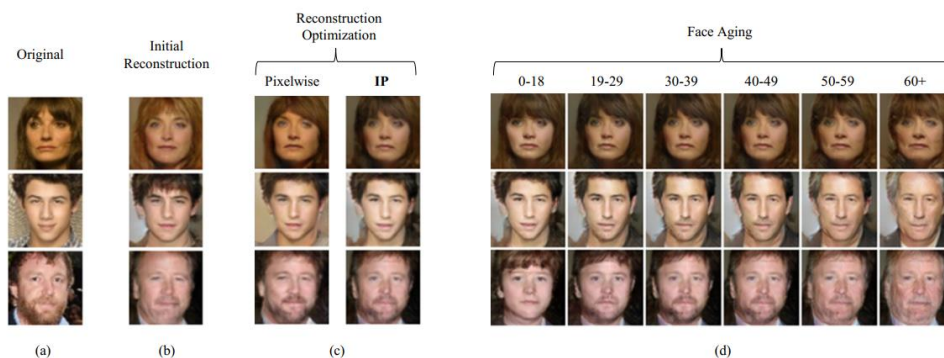 Reconstruction
Optimization
Face Aging
Original
Initial
Reconstruction
Pixelwise
IP
0-18
19-29
30-39
40-49
50-59
60+
(a)
(b)
(c)
(d)